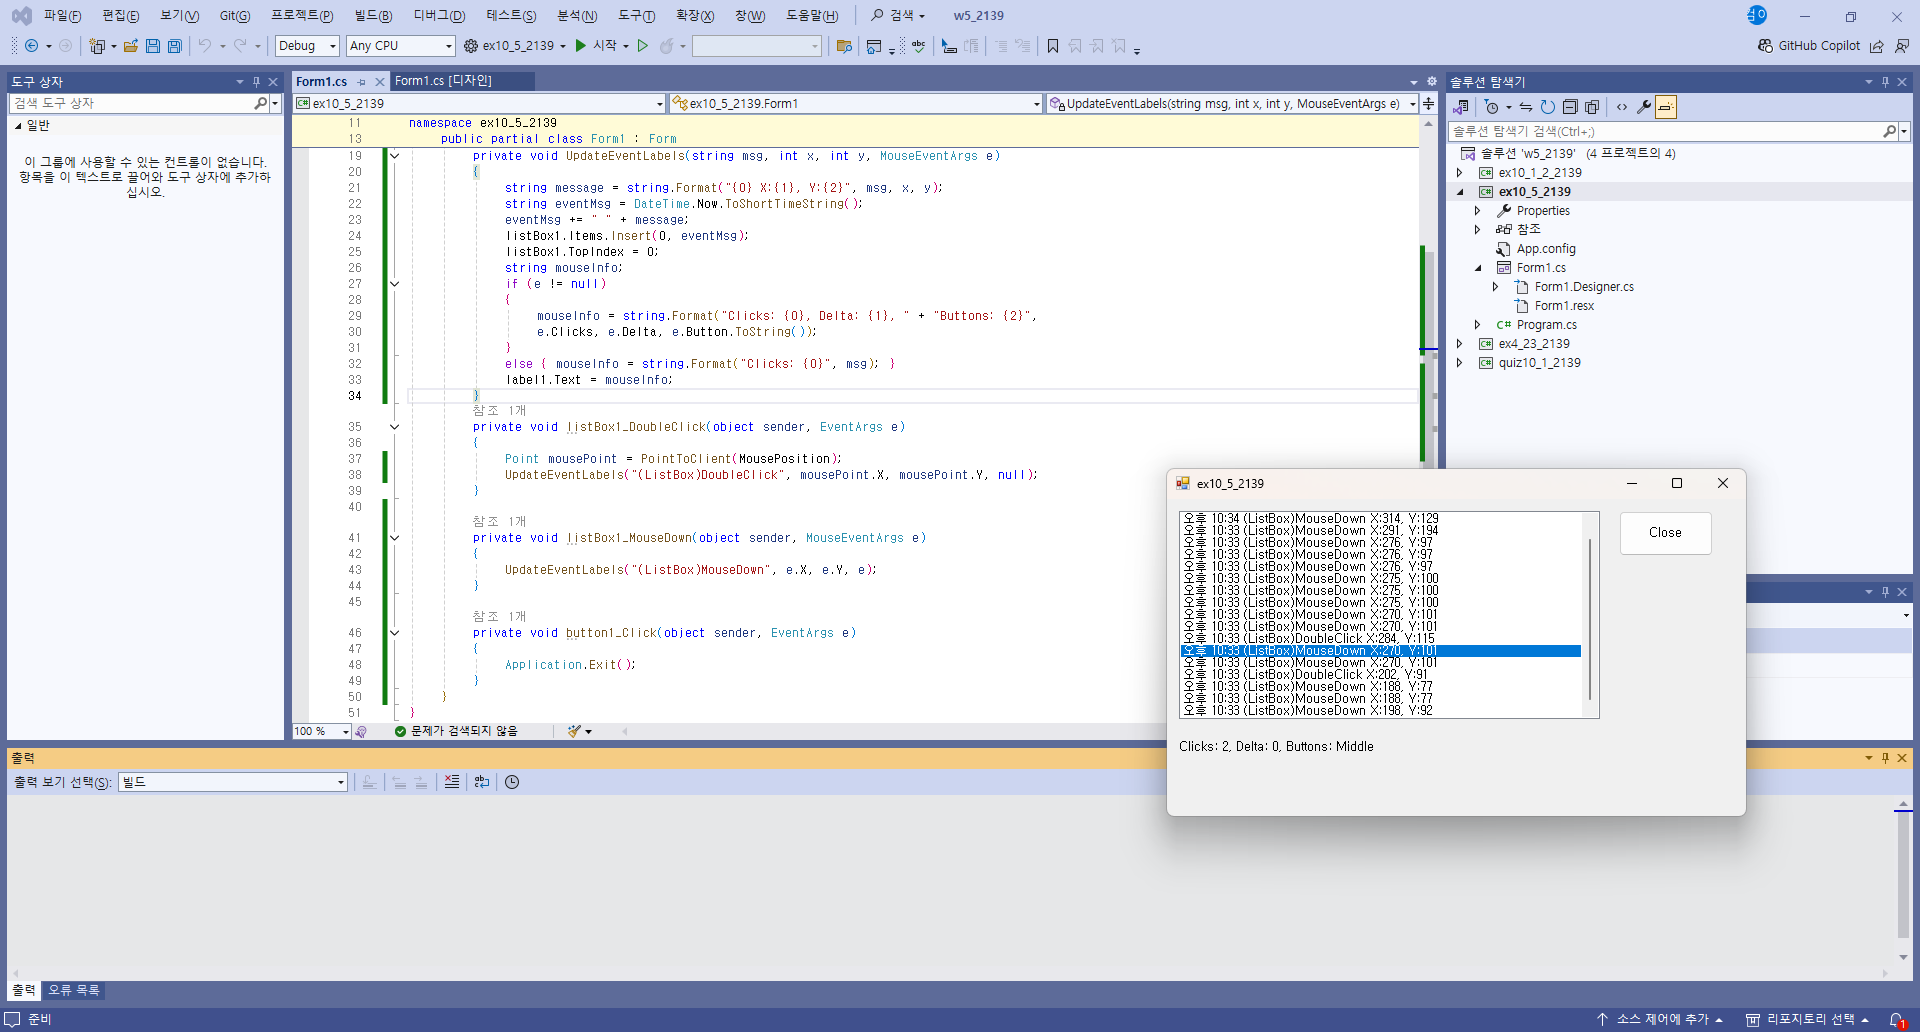 파일(F) 편집(E) 보기(V) Git(G) 프로젝트(P) 빌드(B) 디버그(D) 테스트(S) 분석(N) 도구(T) 확장(X) 창(W) 도움말(H) 검색 w5_2139
Debug Any CPU ex10_5_2139 시작 GitHub Copilot
도구 상자
검색 도구 상자
일반
이 그룹에 사용할 수 있는 컨트롤이 없습니다.
항목을 이 텍스트로 끌어와 도구 상자에 추가하
십시오.
Form1.cs Form1.cs [디자인]
ex10_5_2139 ex10_5_2139.Form1 UpdateEventLabels(string msg, int x, int y, MouseEventArgs e)
11 namespace ex10_5_2139
13 public partial class Form1 : Form
19 private void UpdateEventLabels(string msg, int x, int y, MouseEventArgs e)
20 {
21 string message = string.Format("{0} X:{1}, Y:{2}", msg, x, y);
22 string eventMsg = DateTime.Now.ToShortTimeString();
23 eventMsg += " " + message;
24 listBox1.Items.Insert(0, eventMsg);
25 listBox1.TopIndex = 0;
26 string mouseInfo;
27 if (e != null)
28 {
29 mouseInfo = string.Format("Clicks: {0}, Delta: {1}, " + "Buttons: {2}",
30 e.Clicks, e.Delta, e.Button.ToString());
31 }
32 else { mouseInfo = string.Format("Clicks: {0}", msg); }
33 label1.Text = mouseInfo;
34 }
참조 1개
35 private void listBox1_DoubleClick(object sender, EventArgs e)
36 {
37 Point mousePoint = PointToClient(MousePosition);
38 UpdateEventLabels("(ListBox)DoubleClick", mousePoint.X, mousePoint.Y, null);
39 }
40
참조 1개
41 private void listBox1_MouseDown(object sender, MouseEventArgs e)
42 {
43 UpdateEventLabels("(ListBox)MouseDown", e.X, e.Y, e);
44 }
45
참조 1개
46 private void button1_Click(object sender, EventArgs e)
47 {
48 Application.Exit();
49 }
50 }
51 }
100 % 문제가 검색되지 않음
솔루션 탐색기
솔루션 탐색기 검색(Ctrl+;)
솔루션 'w5_2139' (4 프로젝트의 4)
ex10_1_2_2139
ex10_5_2139
Properties
참조
App.config
Form1.cs
Form1.Designer.cs
Form1.resx
Program.cs
ex4_23_2139
quiz10_1_2139
ex10_5_2139
오후 10:34 (ListBox)MouseDown X:314, Y:129
오후 10:33 (ListBox)MouseDown X:291, Y:194
오후 10:33 (ListBox)MouseDown X:276, Y:97
오후 10:33 (ListBox)MouseDown X:276, Y:97
오후 10:33 (ListBox)MouseDown X:276, Y:97
오후 10:33 (ListBox)MouseDown X:275, Y:100
오후 10:33 (ListBox)MouseDown X:275, Y:100
오후 10:33 (ListBox)MouseDown X:275, Y:100
오후 10:33 (ListBox)MouseDown X:270, Y:101
오후 10:33 (ListBox)MouseDown X:270, Y:101
오후 10:33 (ListBox)DoubleClick X:284, Y:115
오후 10:33 (ListBox)MouseDown X:270, Y:101
오후 10:33 (ListBox)MouseDown X:270, Y:101
오후 10:33 (ListBox)DoubleClick X:202, Y:91
오후 10:33 (ListBox)MouseDown X:188, Y:77
오후 10:33 (ListBox)MouseDown X:188, Y:77
오후 10:33 (ListBox)MouseDown X:198, Y:92
Close
Clicks: 2, Delta: 0, Buttons: Middle
출력
출력 보기 선택(S): 빌드
출력 오류 목록
준비 소스 제어에 추가 리포지토리 선택 1